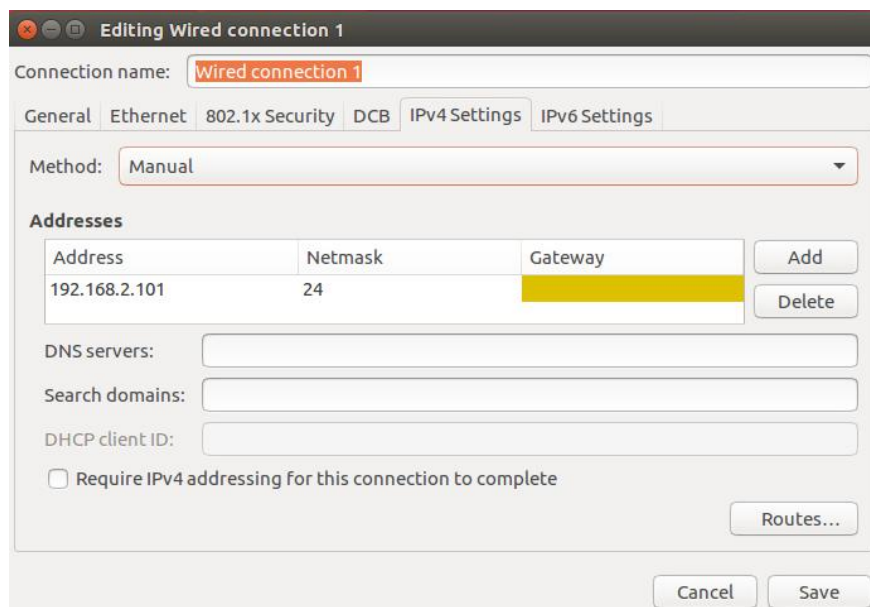 Editing Wired connection 1
Connection name: Wired connection 1
General Ethernet 802.1x Security DCB IPv4 Settings IPv6 Settings
Method: Manual
Addresses
Address Netmask Gateway Add
192.168.2.101 24
Delete
DNS servers:
Search domains:
DHCP client ID:
Require IPv4 addressing for this connection to complete
Routes...
Cancel Save